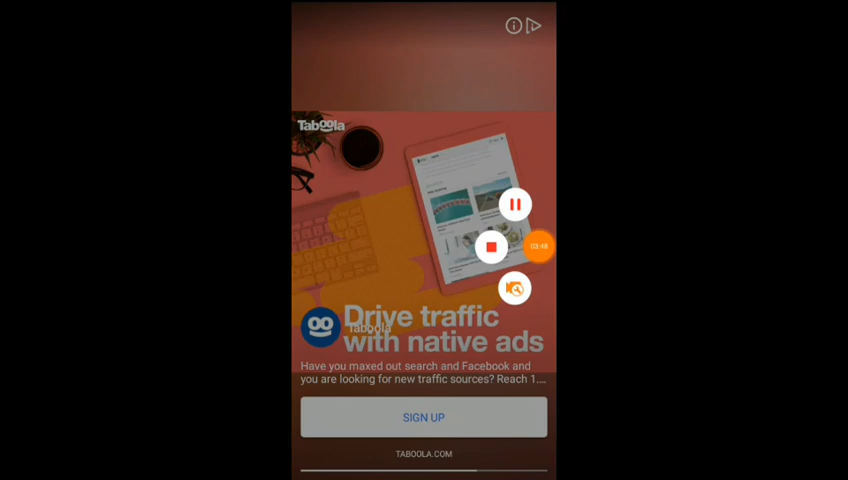 Taboola
03:48
Drive traffic
Taboola
with native ads
Have you maxed out search and Facebook and
you are looking for new traffic sources? Reach 1....
SIGN UP
TABOOLA.COM